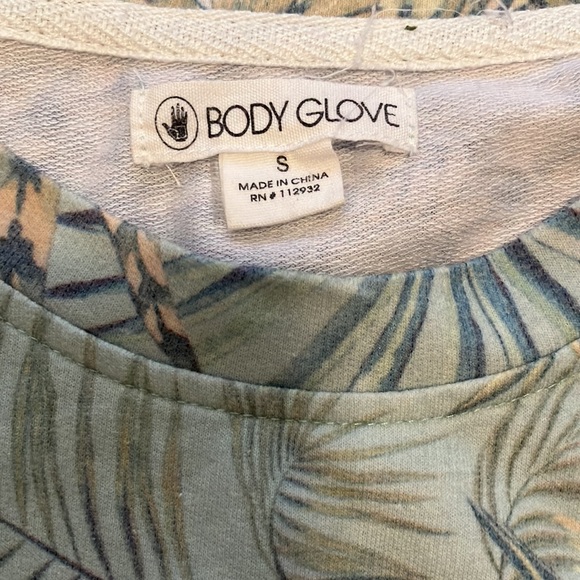 BODY GLOVE
S
MADE IN CHINA
RN# 112932